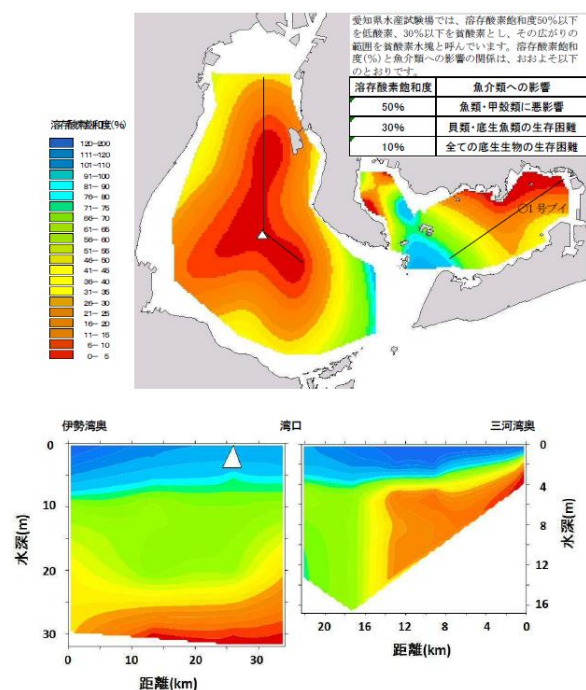 愛知県水産試験場では、溶存酸素飽和度50%以下
を低酸素、30%以下を貧酸素とし、その広がりの
範囲を貧酸素水塊と呼んでいます。溶存酸素飽和
度(%)と魚介類への影響の関係は、おおよそ以下
のとおりです。
溶存酸素飽和度 魚介類への影響
50% 魚類・甲殻類に悪影響
30% 貝類・底生魚類の生存困難
10% 全ての底生生物の生存困難
溶存酸素飽和度(%)
120-200
111-120
101-110
91-100
81- 90
76- 80
71- 75
66- 70
61- 65
56- 60
51- 55
46- 50
41- 45
36- 40
31- 35
26- 30
21- 25
16- 20
11- 15
6- 10
0- 5
○1号ブイ
伊勢湾奥 湾口 三河湾奥
水深(m)
0
10
20
30
0 10 20 30
距離(km)
0
4
8
12
16
水深(m)
20 16 12 8 4 0
距離(km)